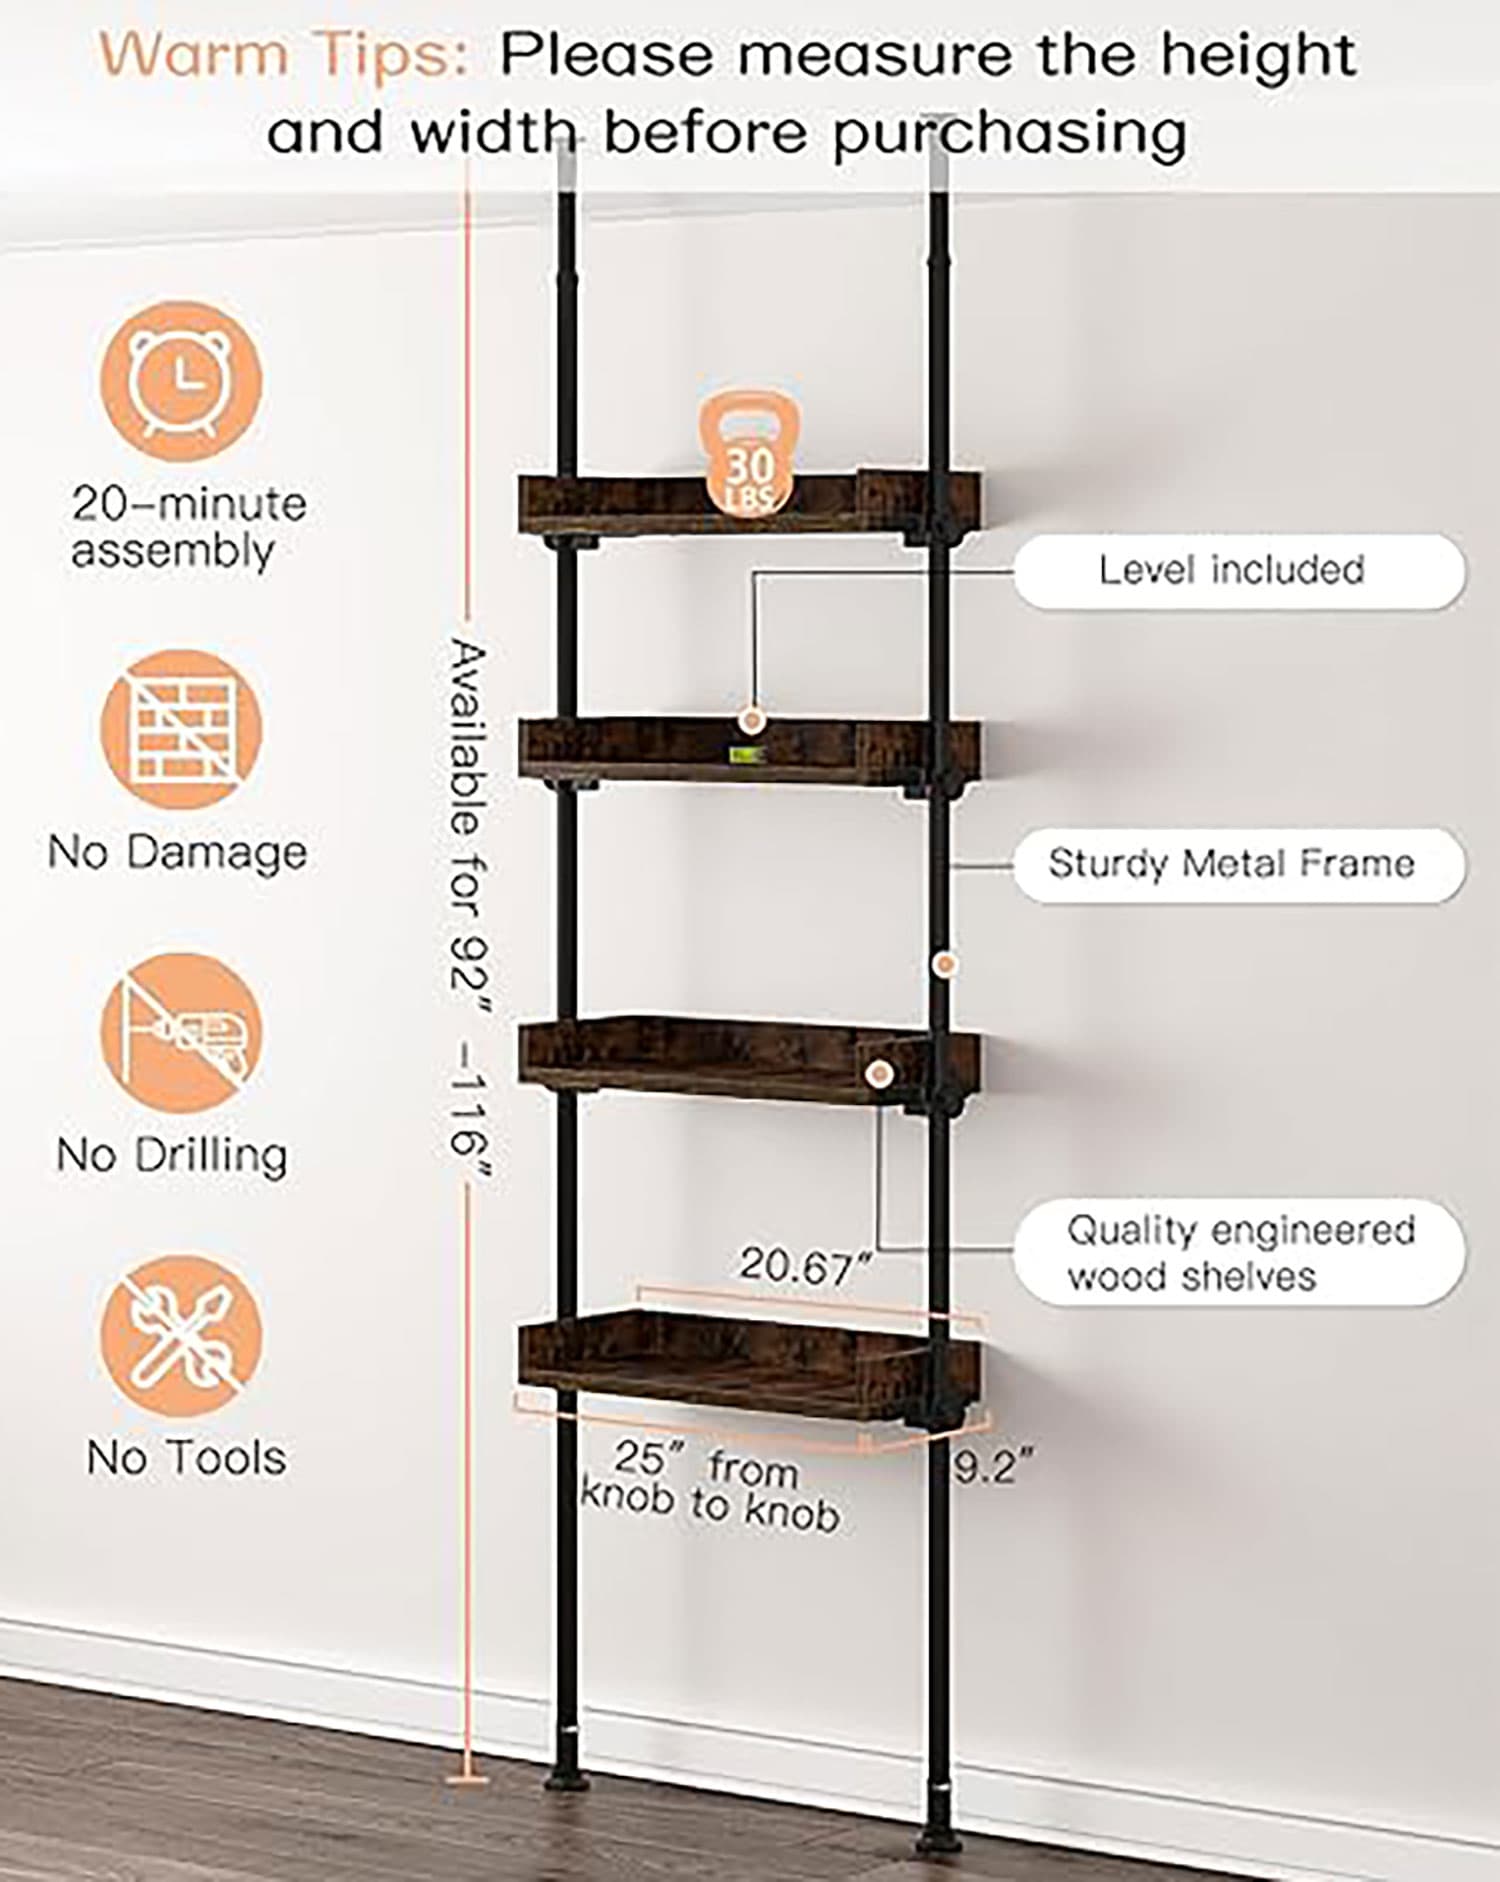 Warm Tips: Please measure the height
and width before purchasing
20-minute
assembly
No Damage
No Drilling
No Tools
Available for 92" -116"
30
LBS
Level included
Sturdy Metal Frame
Quality engineered
wood shelves
20.67"
25" from
knob to knob
9.2"